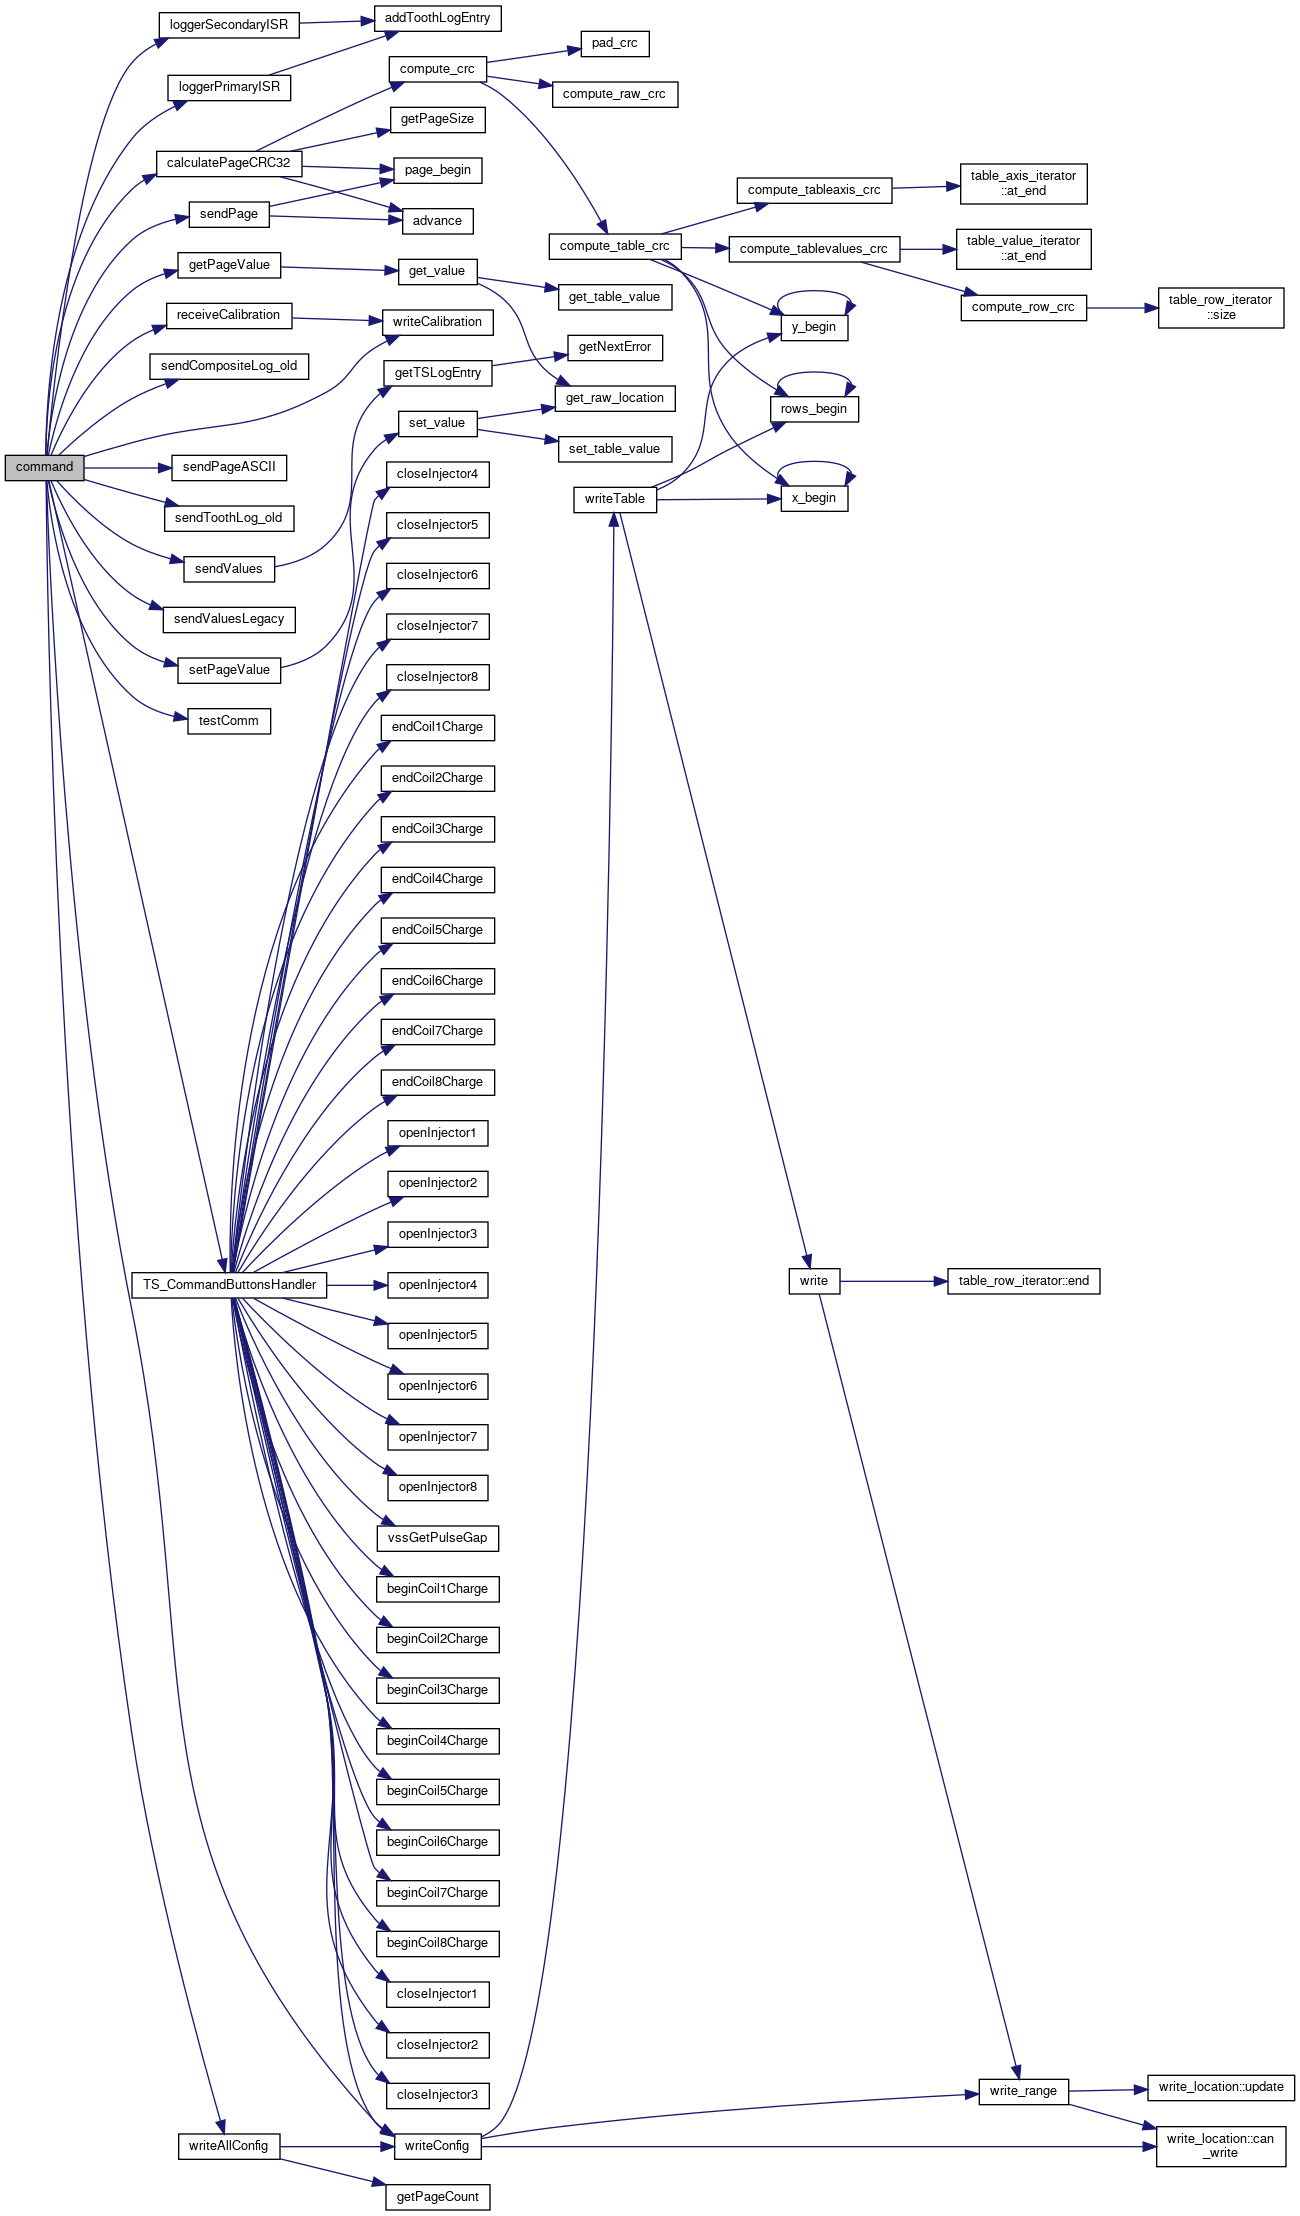 command
loggerSecondaryISR
loggerPrimaryISR
calculatePageCRC32
sendPage
getPageValue
receiveCalibration
sendCompositeLog_old
sendPageASCII
sendToothLog_old
sendValues
sendValuesLegacy
setPageValue
testComm
TS_CommandButtonsHandler
writeAllConfig
addToothLogEntry
compute_crc
getPageSize
page_begin
advance
get_value
writeCalibration
getTSLogEntry
set_value
closeInjector4
closeInjector5
closeInjector6
closeInjector7
closeInjector8
endCoil1Charge
endCoil2Charge
endCoil3Charge
endCoil4Charge
endCoil5Charge
endCoil6Charge
endCoil7Charge
endCoil8Charge
openInjector1
openInjector2
openInjector3
openInjector4
openInjector5
openInjector6
openInjector7
openInjector8
vssGetPulseGap
beginCoil1Charge
beginCoil2Charge
beginCoil3Charge
beginCoil4Charge
beginCoil5Charge
beginCoil6Charge
beginCoil7Charge
beginCoil8Charge
closeInjector1
closeInjector2
closeInjector3
writeConfig
getPageCount
pad_crc
compute_raw_crc
compute_table_crc
get_table_value
getNextError
get_raw_location
set_table_value
writeTable
compute_tableaxis_crc
compute_tablevalues_crc
y_begin
rows_begin
x_begin
write
table_axis_iterator
::at_end
table_value_iterator
::at_end
compute_row_crc
table_row_iterator::end
write_range
table_row_iterator
::size
write_location::update
write_location::can
_write